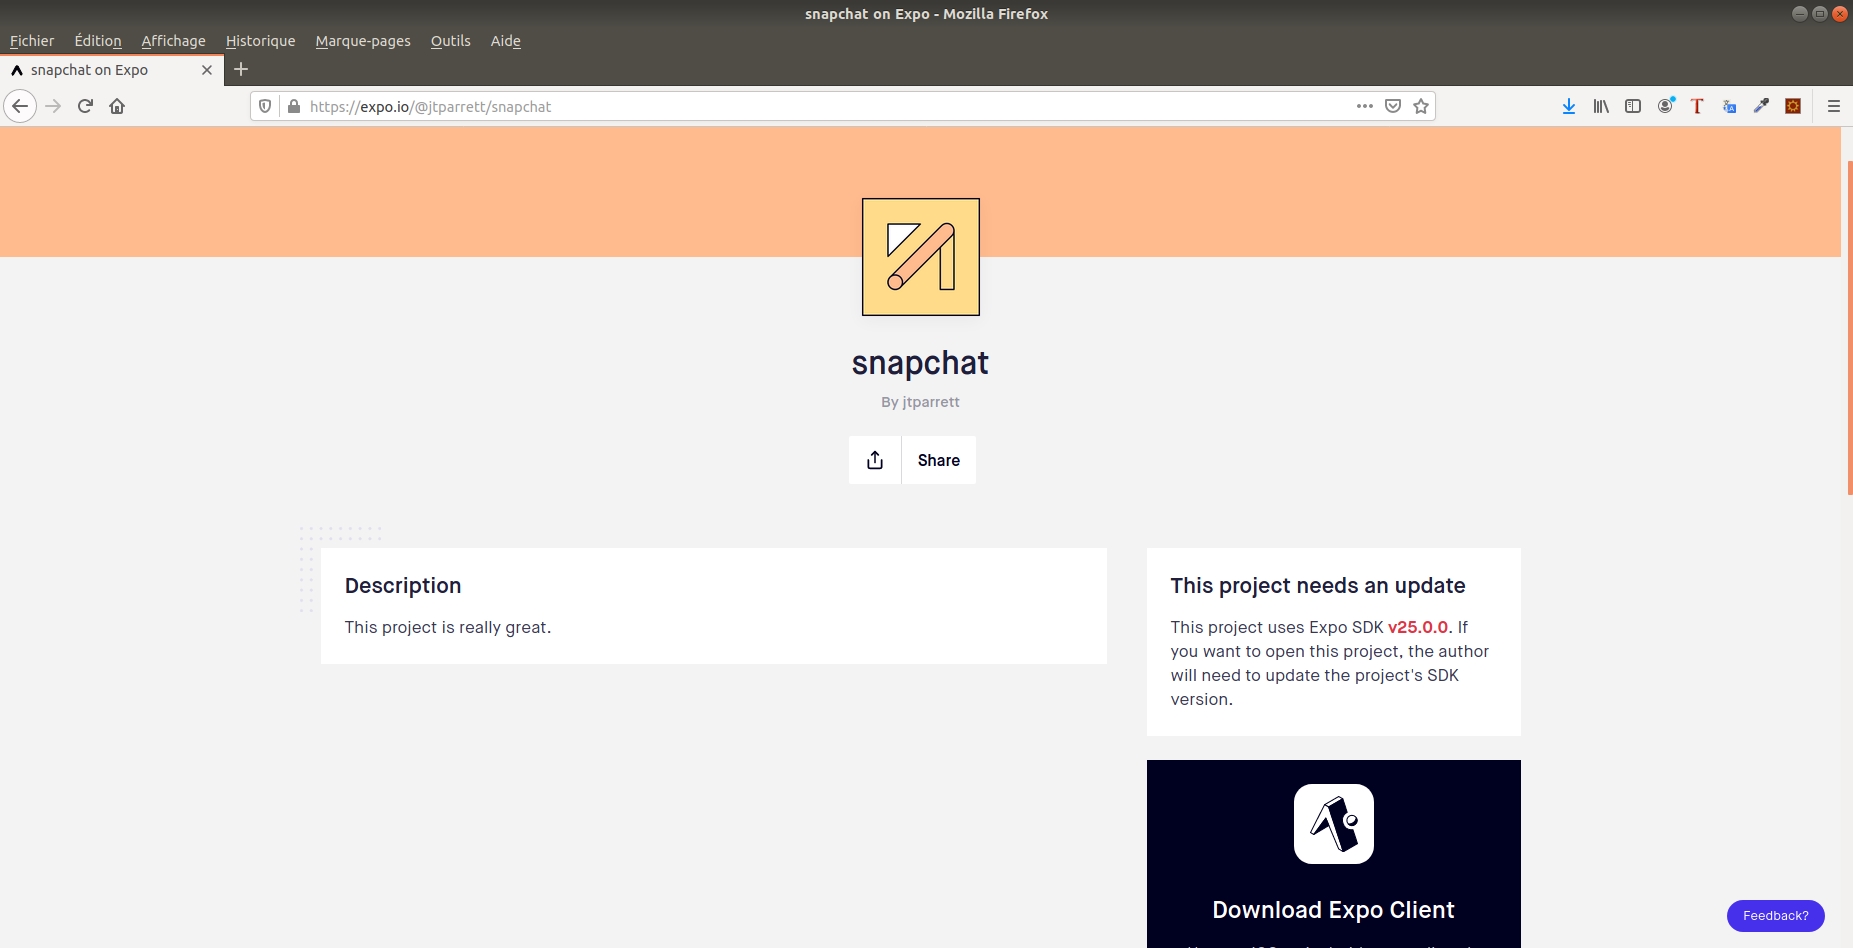 snapchat on Expo - Mozilla Firefox
Fichier Édition Affichage Historique Marque-pages Outils Aide
snapchat on Expo
https://expo.io/@jtparrett/snapchat
snapchat
By jtparrett
Share
Description
This project is really great.
This project needs an update
This project uses Expo SDK v25.0.0. If
you want to open this project, the author
will need to update the project's SDK
version.
Download Expo Client
Feedback?